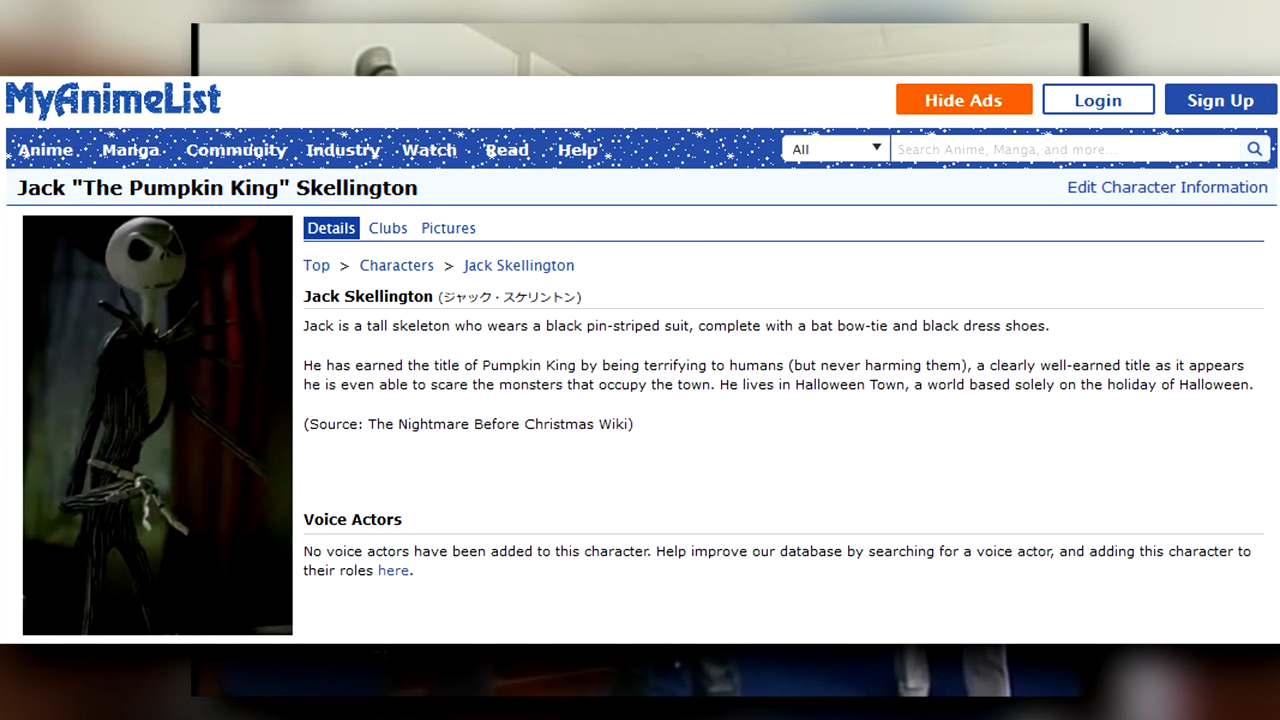 MyAnimeList
Hide Ads
Login
Sign Up
Anime
Manga
Community
Industry
Watch
Read
Help
All
Search Anime, Manga, and more...
Jack "The Pumpkin King" Skellington
Edit Character Information
Details
Clubs
Pictures
Top > Characters > Jack Skellington
Jack Skellington (ジャック・スケリントン)
Jack is a tall skeleton who wears a black pin-striped suit, complete with a bat bow-tie and black dress shoes.
He has earned the title of Pumpkin King by being terrifying to humans (but never harming them), a clearly well-earned title as it appears
he is even able to scare the monsters that occupy the town. He lives in Halloween Town, a world based solely on the holiday of Halloween.
(Source: The Nightmare Before Christmas Wiki)
Voice Actors
No voice actors have been added to this character. Help improve our database by searching for a voice actor, and adding this character to
their roles here.